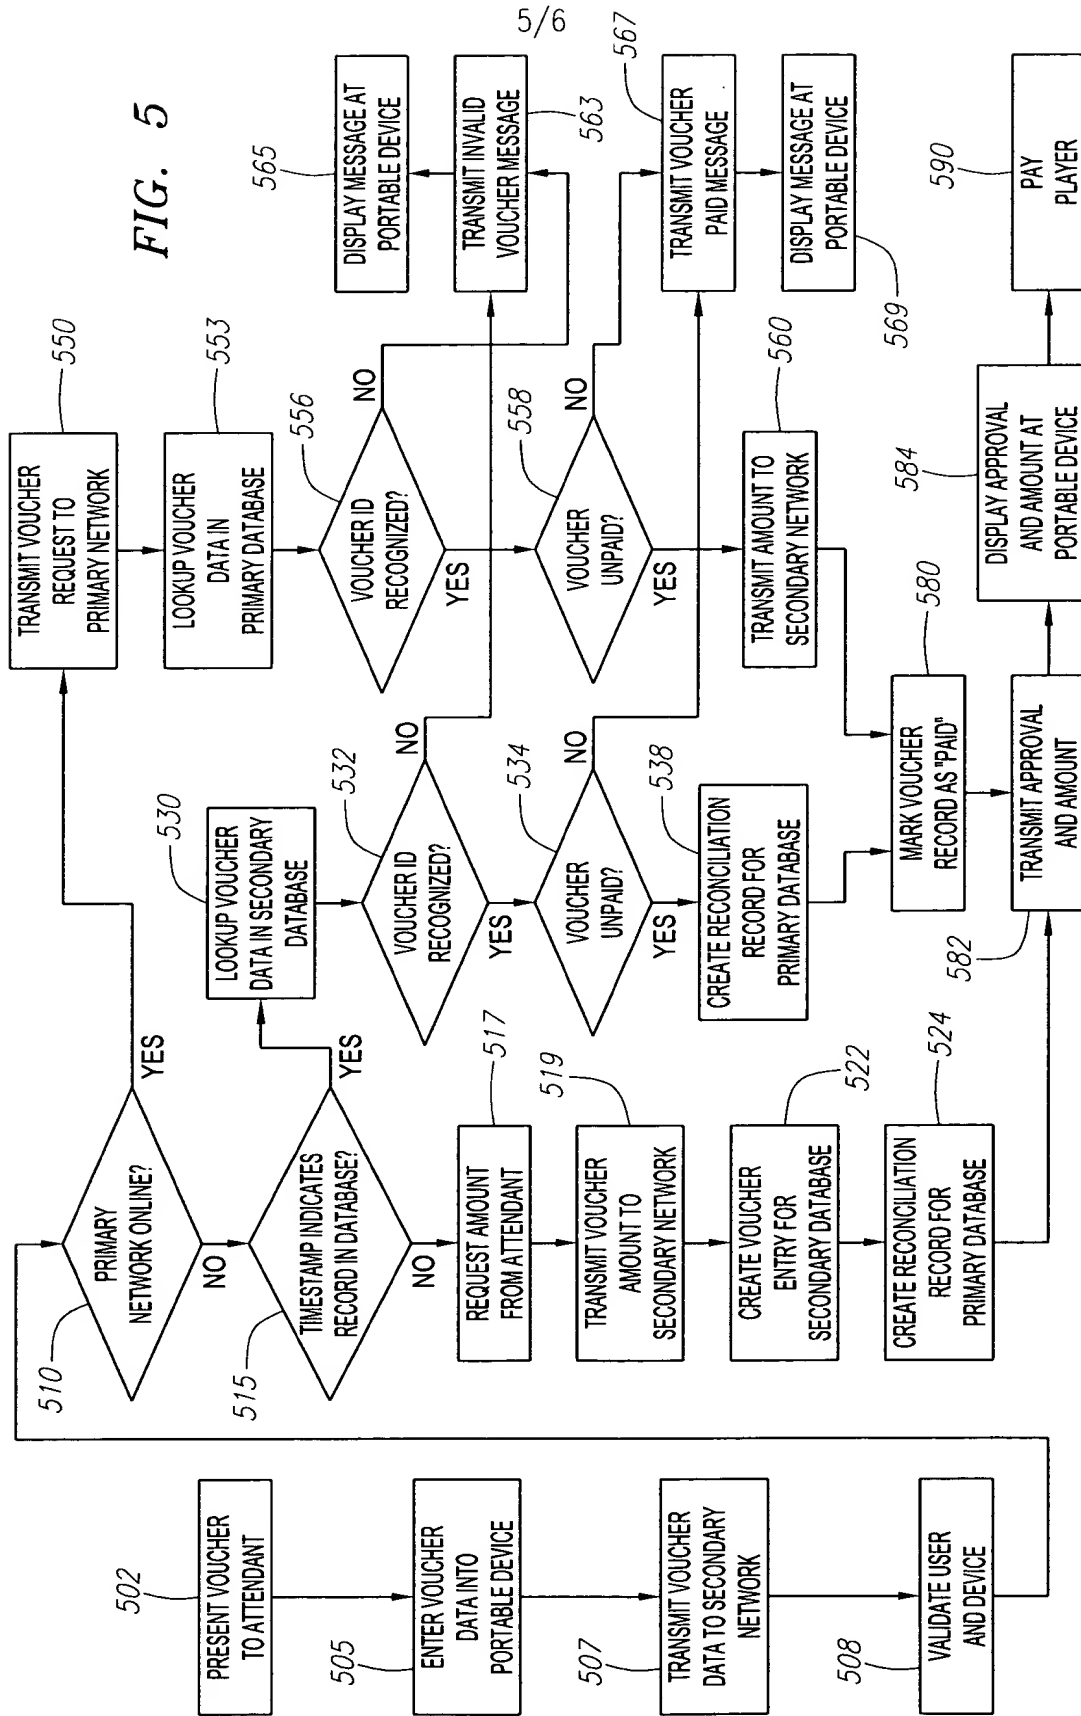 5/6
FIG. 5
502
PRESENT VOUCHER
TO ATTENDANT
505
ENTER VOUCHER
DATA INTO
PORTABLE DEVICE
507
TRANSMIT VOUCHER
DATA TO SECONDARY
NETWORK
508
VALIDATE USER
AND DEVICE
510
PRIMARY
NETWORK ONLINE?
YES
NO
515
TIMESTAMP INDICATES
RECORD IN DATABASE?
YES
NO
517
REQUEST AMOUNT
FROM ATTENDANT
519
TRANSMIT VOUCHER
AMOUNT TO
SECONDARY NETWORK
522
CREATE VOUCHER
ENTRY FOR
SECONDARY DATABASE
524
CREATE RECONCILIATION
RECORD FOR
PRIMARY DATABASE
530
LOOKUP VOUCHER
DATA IN SECONDARY
DATABASE
532
VOUCHER ID
RECOGNIZED?
NO
YES
534
VOUCHER
UNPAID?
NO
YES
538
CREATE RECONCILIATION
RECORD FOR
PRIMARY DATABASE
550
TRANSMIT VOUCHER
REQUEST TO
PRIMARY NETWORK
553
LOOKUP VOUCHER
DATA IN
PRIMARY DATABASE
556
VOUCHER ID
RECOGNIZED?
NO
YES
558
VOUCHER
UNPAID?
NO
YES
560
TRANSMIT AMOUNT TO
SECONDARY NETWORK
565
DISPLAY MESSAGE AT
PORTABLE DEVICE
563
TRANSMIT INVALID
VOUCHER MESSAGE
567
TRANSMIT VOUCHER
PAID MESSAGE
569
DISPLAY MESSAGE AT
PORTABLE DEVICE
580
MARK VOUCHER
RECORD AS "PAID"
582
TRANSMIT APPROVAL
AND AMOUNT
584
DISPLAY APPROVAL
AND AMOUNT AT
PORTABLE DEVICE
590
PAY
PLAYER